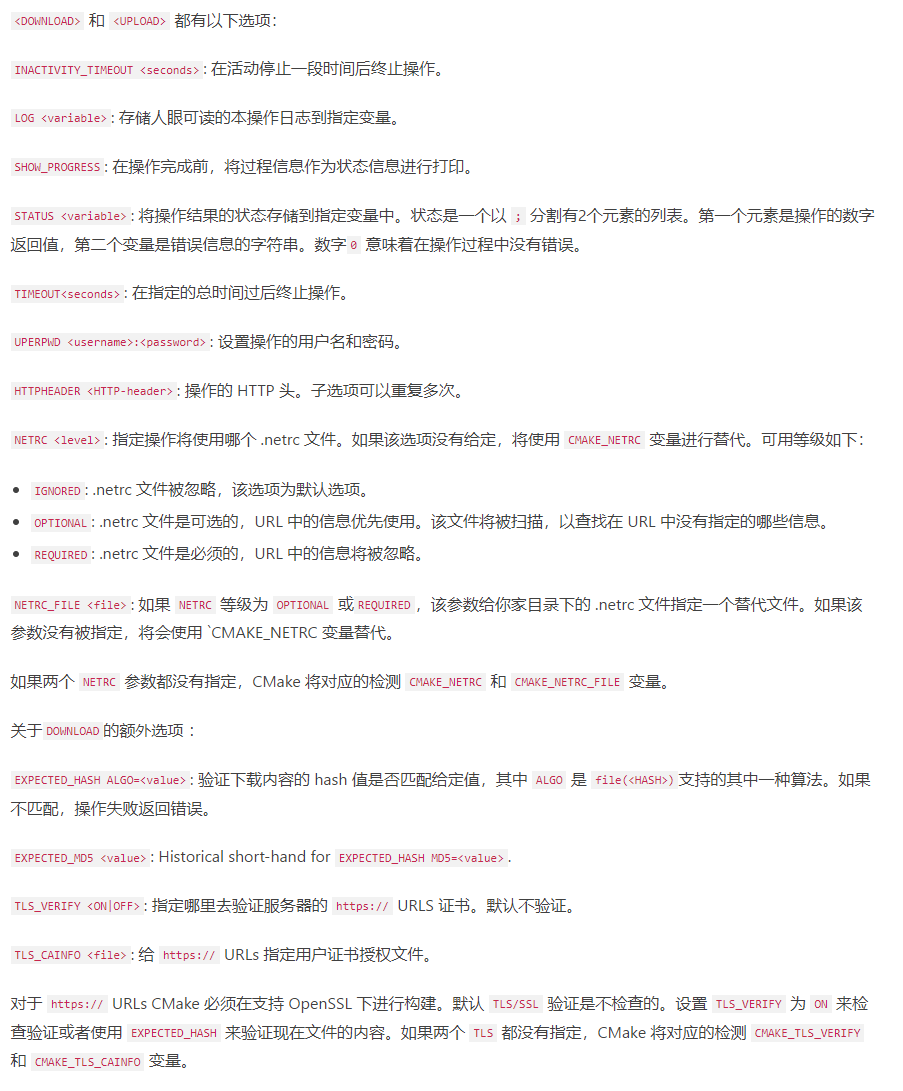 <DOWNLOAD> 和 <UPLOAD> 都有以下选项：
INACTIVITY_TIMEOUT <seconds>: 在活动停止一段时间后终止操作。
LOG <variable>: 存储人眼可读的本操作日志到指定变量。
SHOW_PROGRESS: 在操作完成前，将过程信息作为状态信息进行打印。
STATUS <variable>: 将操作结果的状态存储到指定变量中。状态是一个以 ; 分割有2个元素的列表。第一个元素是操作的数字
返回值，第二个变量是错误信息的字符串。数字 0 意味着在操作过程中没有错误。
TIMEOUT<seconds>: 在指定的总时间过后终止操作。
UPERPWD <username>:<password>: 设置操作的用户名和密码。
HTTPHEADER <HTTP-header>: 操作的 HTTP 头。子选项可以重复多次。
NETRC <level>: 指定操作将使用哪个 .netrc 文件。如果该选项没有给定，将使用 CMAKE_NETRC 变量进行替代。可用等级如下：
• IGNORED: .netrc 文件被忽略，该选项为默认选项。
• OPTIONAL: .netrc 文件是可选的，URL 中的信息优先使用。该文件将被扫描，以查找在 URL 中没有指定的哪些信息。
• REQUIRED: .netrc 文件是必须的，URL 中的信息将被忽略。
NETRC_FILE <file>: 如果 NETRC 等级为 OPTIONAL 或 REQUIRED，该参数给你家目录下的 .netrc 文件指定一个替代文件。如果该
参数没有被指定，将会使用 `CMAKE_NETRC 变量替代。
如果两个 NETRC 参数都没有指定，CMake 将对应的检测 CMAKE_NETRC 和 CMAKE_NETRC_FILE 变量。
关于 DOWNLOAD 的额外选项：
EXPECTED_HASH ALGO=<value>: 验证下载内容的 hash 值是否匹配给定值，其中 ALGO 是 file(<HASH>) 支持的其中一种算法。如果
不匹配，操作失败返回错误。
EXPECTED_MD5 <value>: Historical short-hand for EXPECTED_HASH MD5=<value>.
TLS_VERIFY <ON|OFF>: 指定哪里去验证服务器的 https:// URLS 证书。默认不验证。
TLS_CAINFO <file>: 给 https:// URLs 指定用户证书授权文件。
对于 https:// URLs CMake 必须在支持 OpenSSL 下进行构建。默认 TLS/SSL 验证是不检查的。设置 TLS_VERIFY 为 ON 来检
查验证或者使用 EXPECTED_HASH 来验证现在文件的内容。如果两个 TLS 都没有指定，CMake 将对应的检测 CMAKE_TLS_VERIFY
和 CMAKE_TLS_CAINFO 变量。